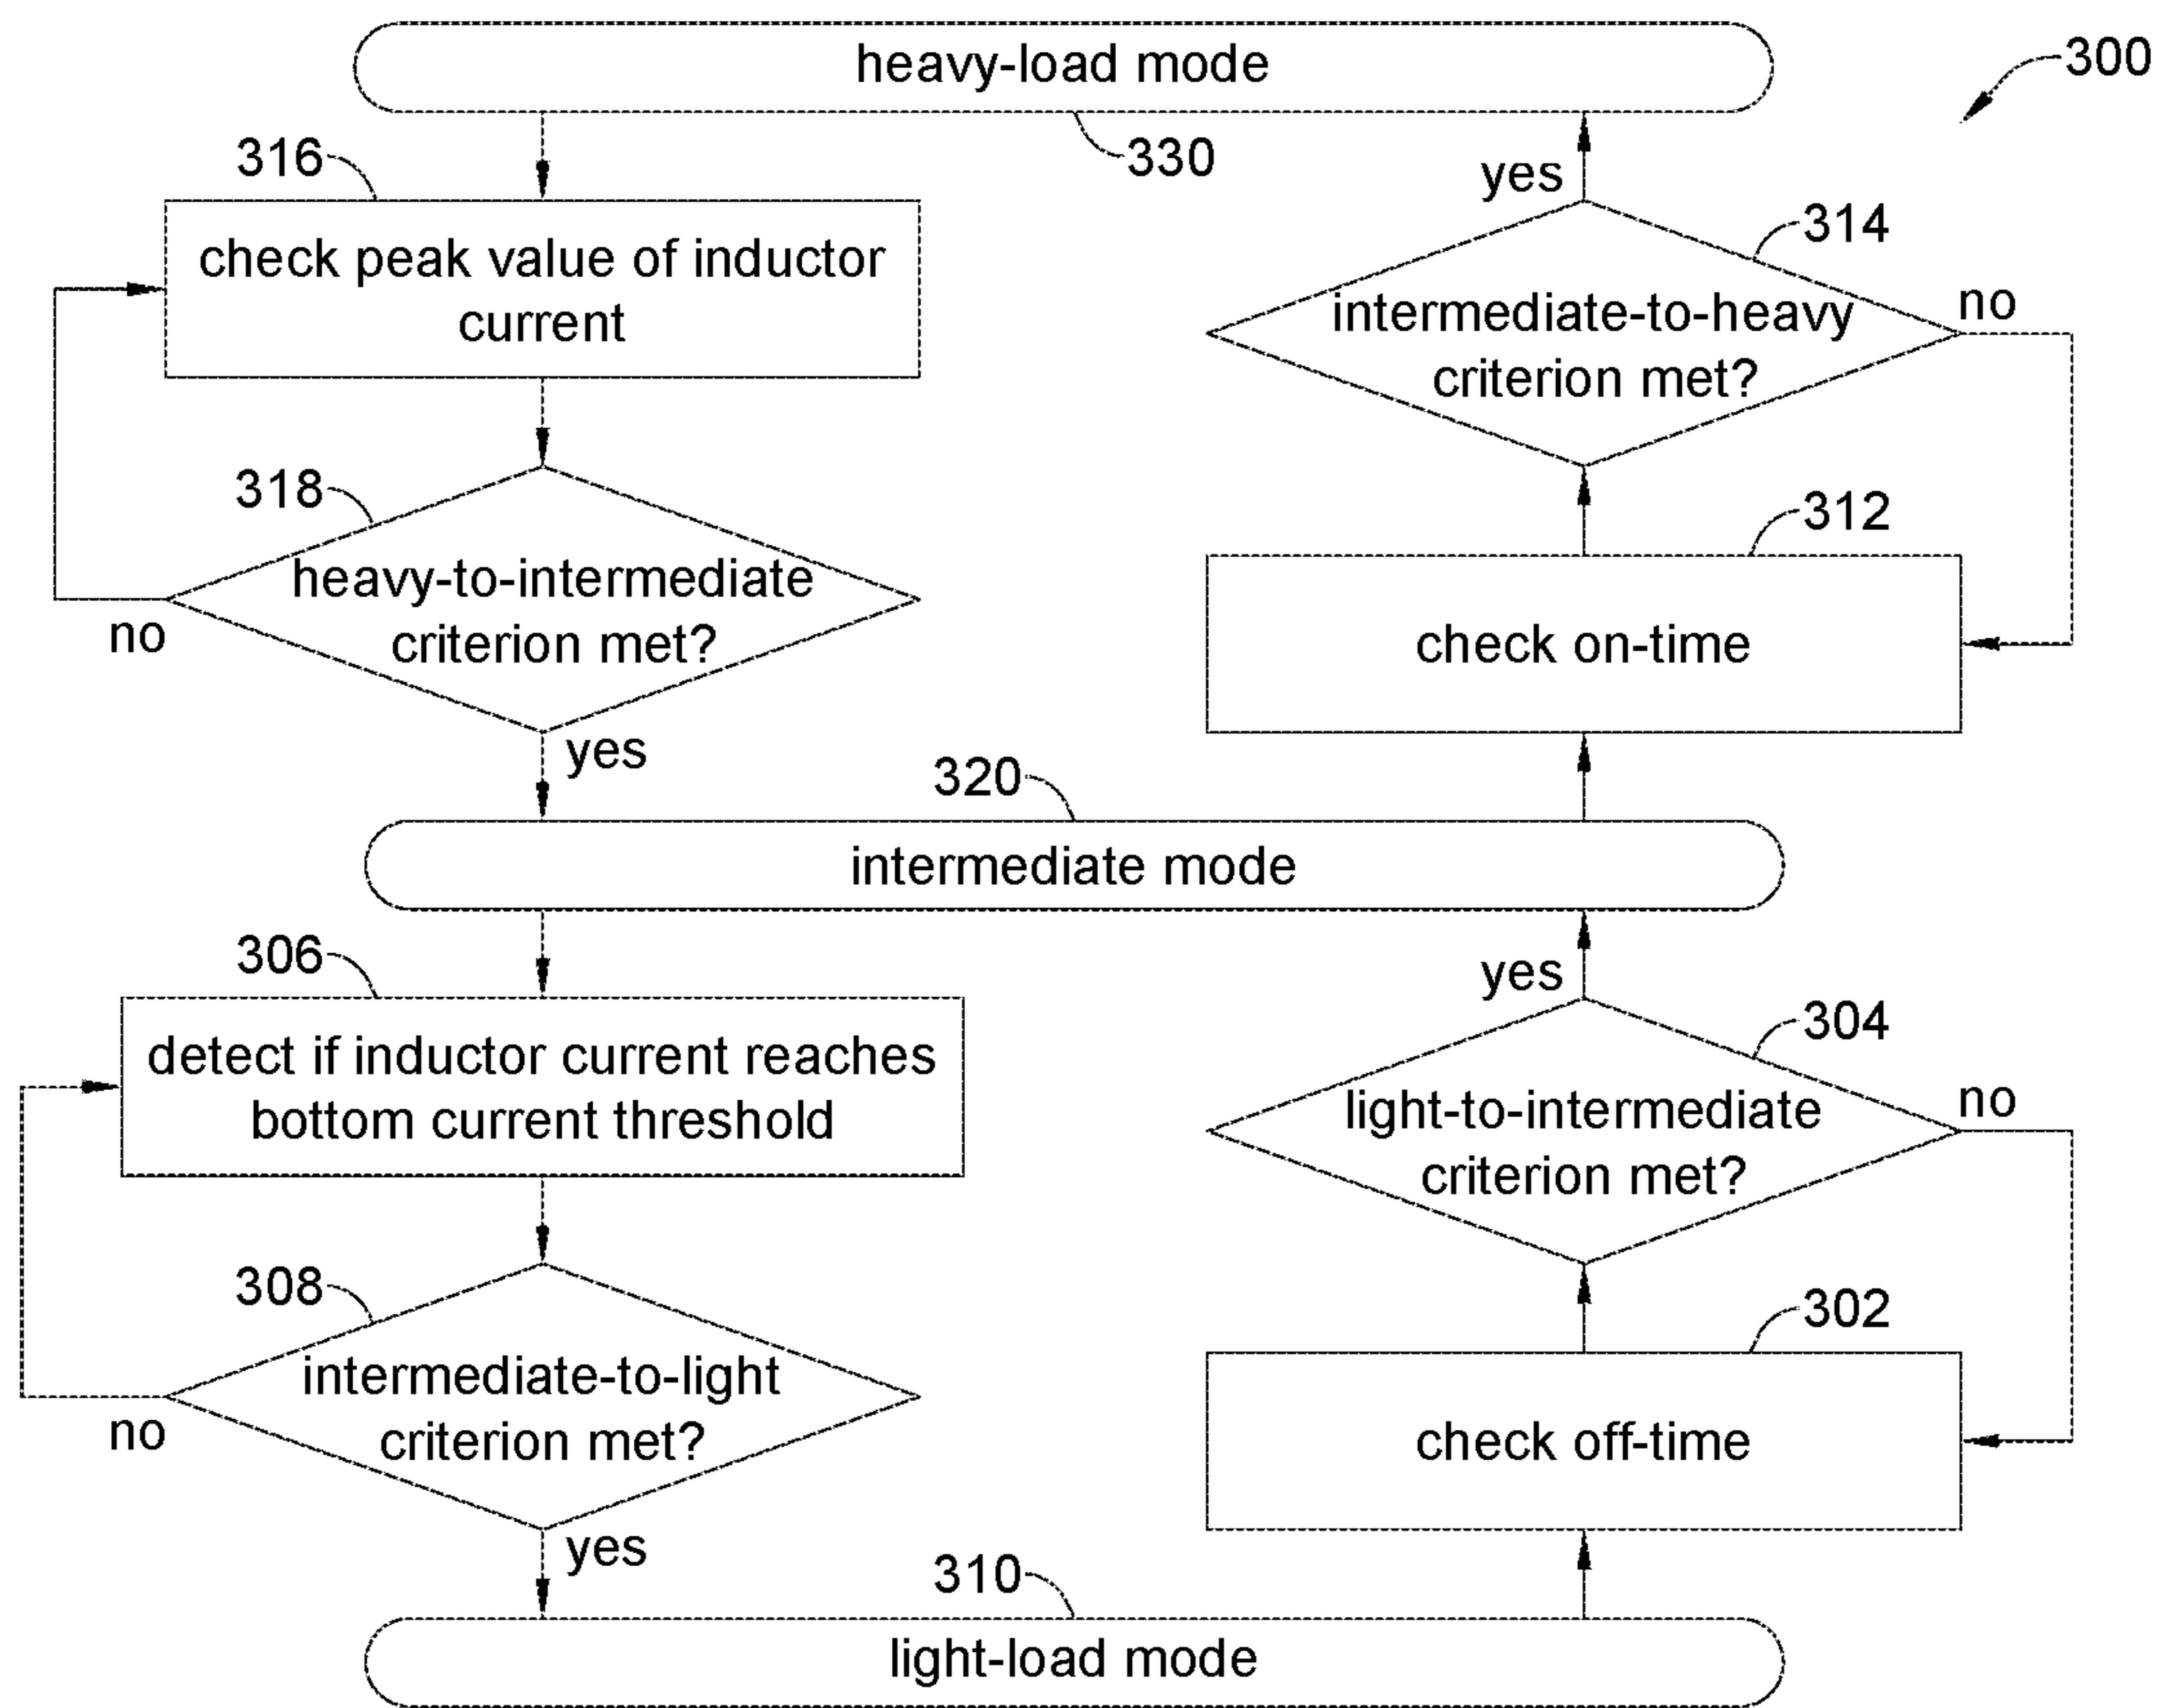 heavy-load mode
300
330
316
check peak value of inductor
current
yes
314
intermediate-to-heavy
criterion met?
no
318
heavy-to-intermediate
criterion met?
no
yes
312
check on-time
320
intermediate mode
306
detect if inductor current reaches
bottom current threshold
yes
304
light-to-intermediate
criterion met?
no
308
intermediate-to-light
criterion met?
no
yes
302
check off-time
310
light-load mode